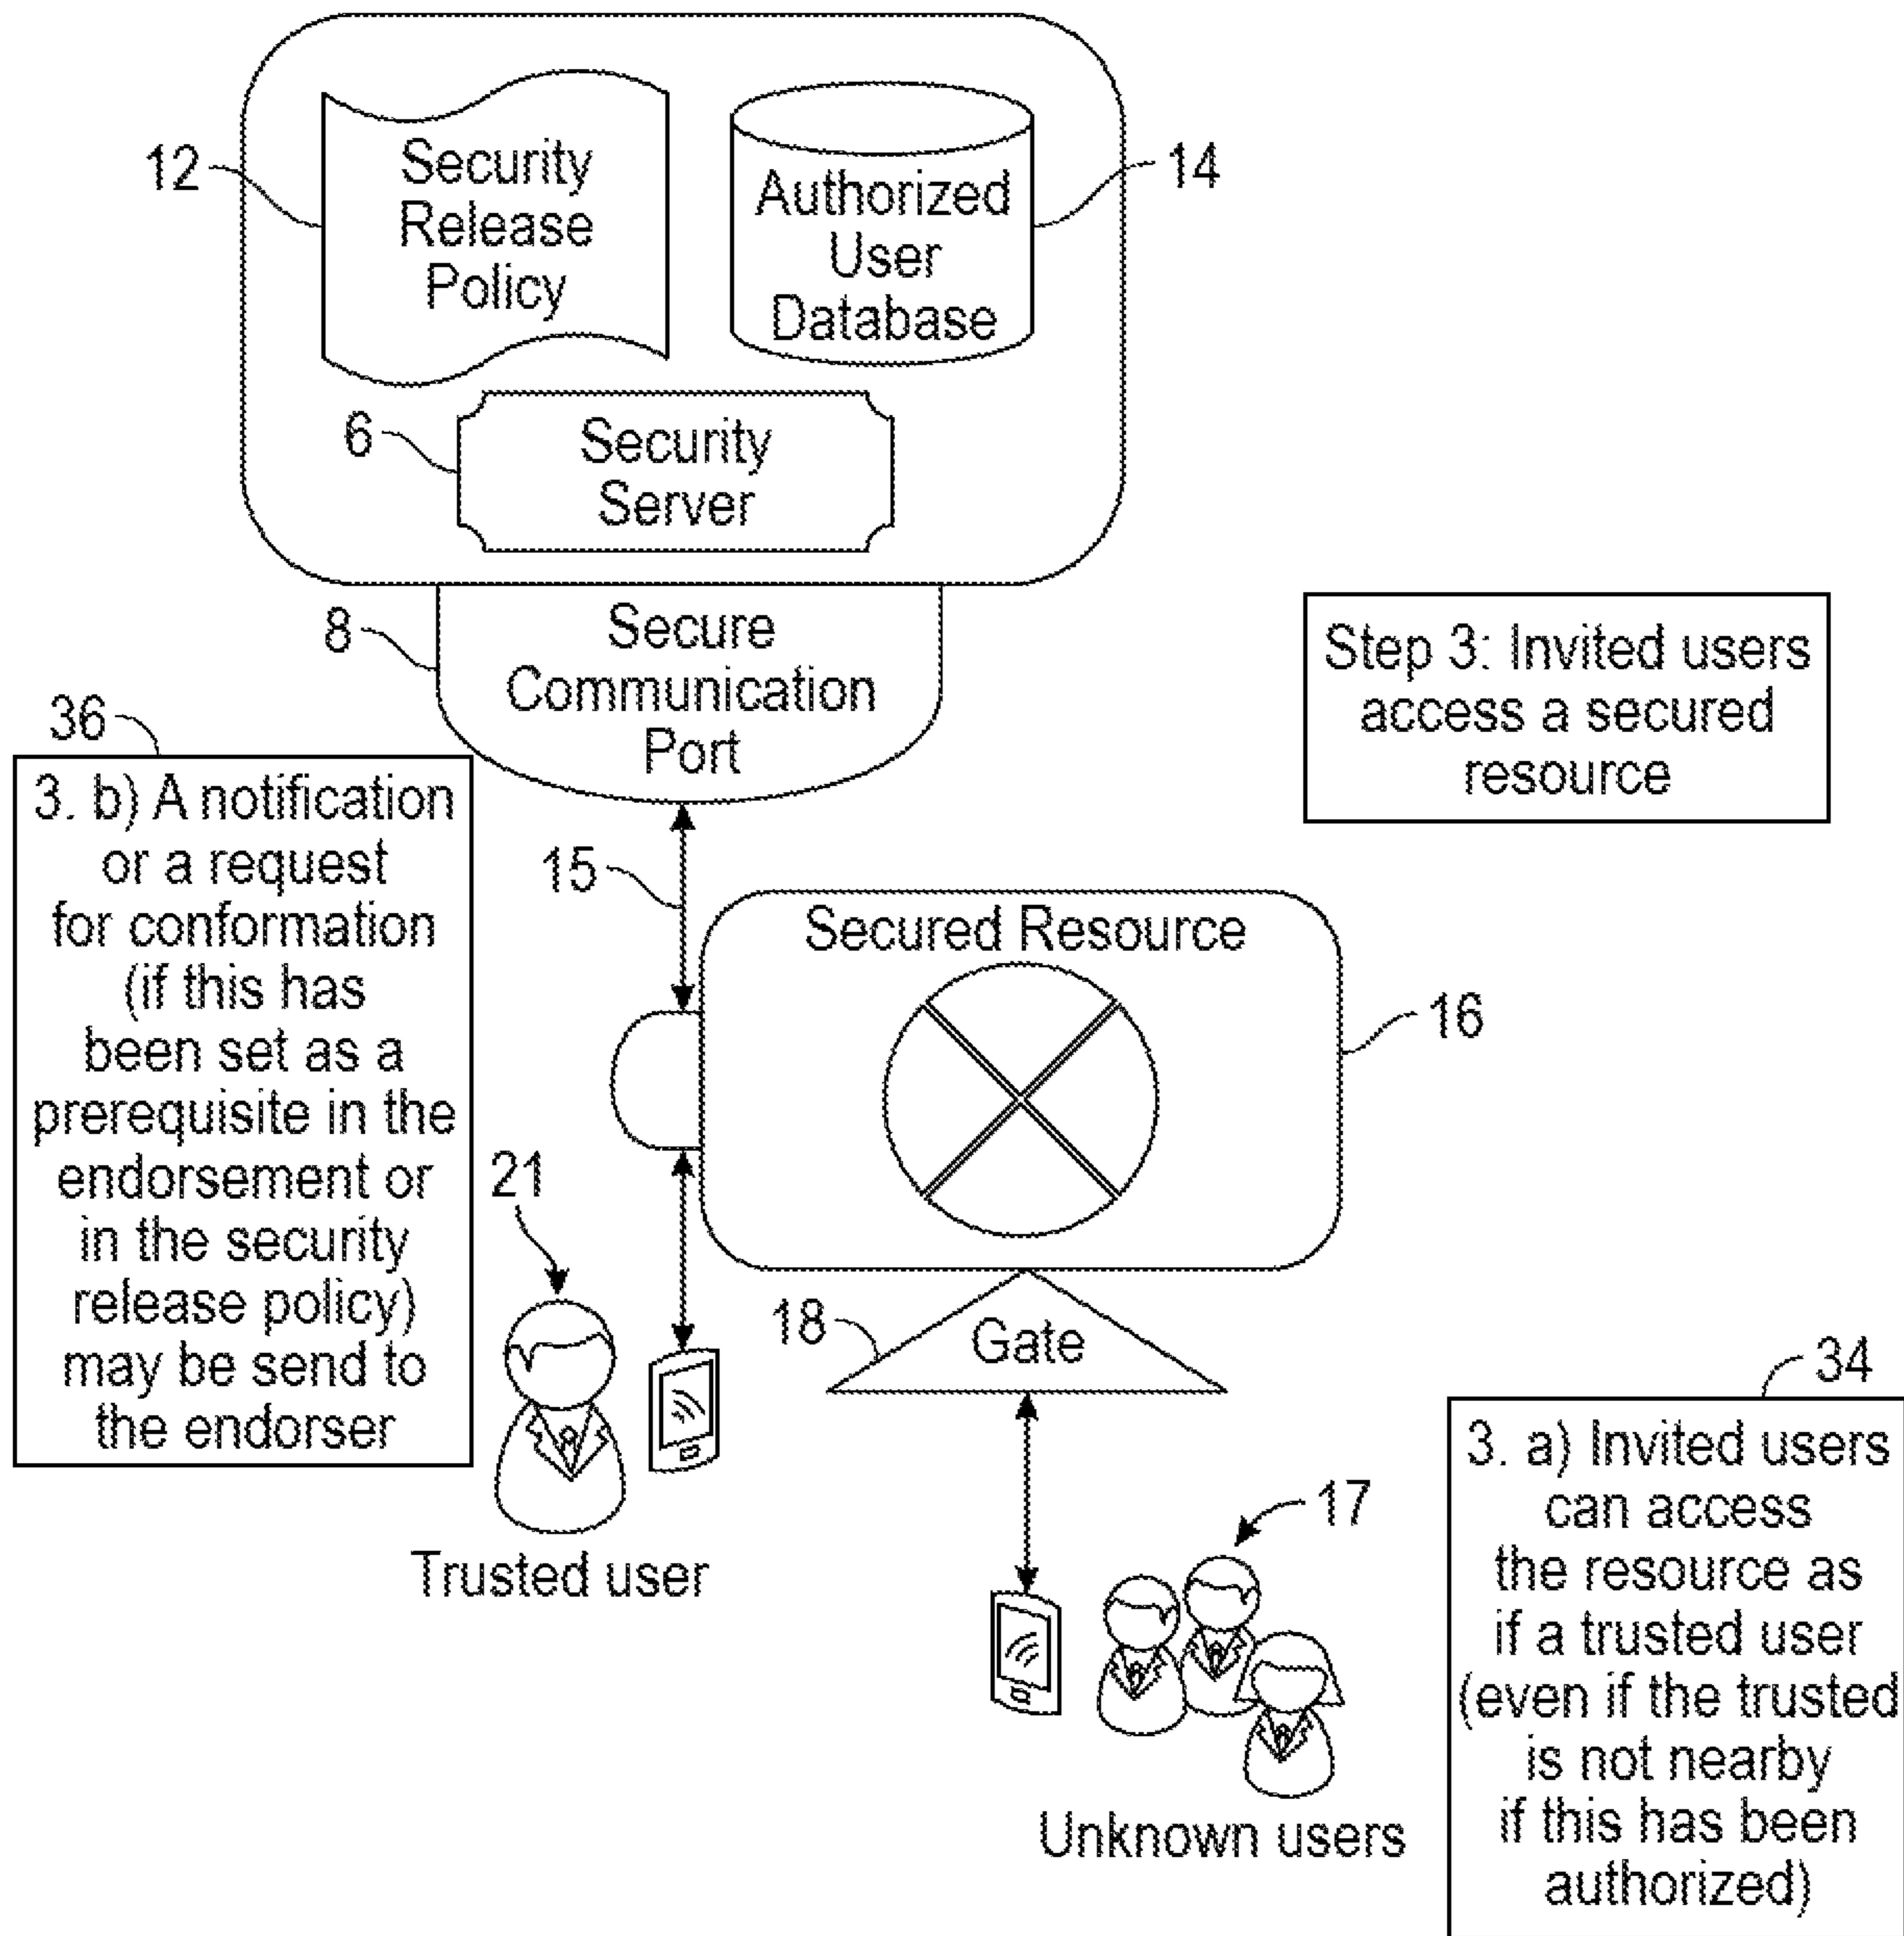 12
Security
Release
Policy
Authorized
User
Database
14
6
Security
Server
8
Secure
Communication
Port
Step 3: Invited users
access a secured
resource
36
3. b) A notification
or a request
for conformation
(if this has
been set as a
prerequisite in the
endorsement or
in the security
release policy)
may be send to
the endorser
15
Secured Resource
16
21
18
Gate
Trusted user
17
Unknown users
34
3. a) Invited users
can access
the resource as
if a trusted user
(even if the trusted
is not nearby
if this has been
authorized)